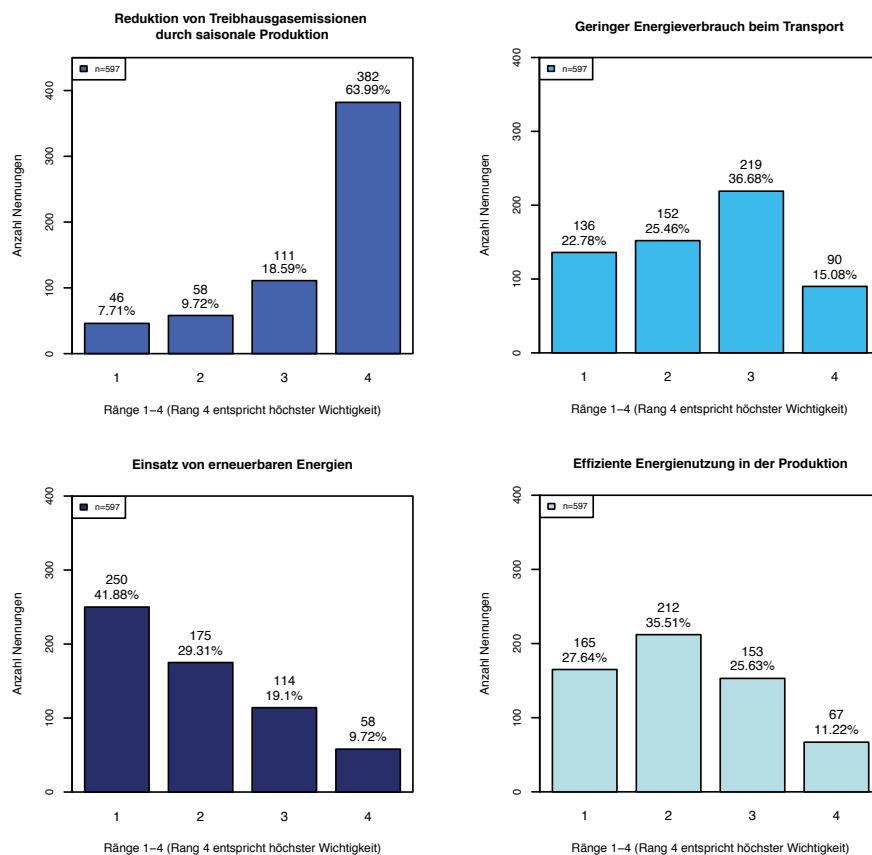 Reduktion von Treibhausgasemissionen
durch saisonale Produktion
n=597
Anzahl Nennungen
0
100
200
300
400
46
7.71%
58
9.72%
111
18.59%
382
63.99%
1 2 3 4
Ränge 1–4 (Rang 4 entspricht höchster Wichtigkeit)
Geringer Energieverbrauch beim Transport
n=597
Anzahl Nennungen
0
100
200
300
400
136
22.78%
152
25.46%
219
36.68%
90
15.08%
1 2 3 4
Ränge 1–4 (Rang 4 entspricht höchster Wichtigkeit)
Einsatz von erneuerbaren Energien
n=597
Anzahl Nennungen
0
100
200
300
400
250
41.88%
175
29.31%
114
19.1%
58
9.72%
1 2 3 4
Ränge 1–4 (Rang 4 entspricht höchster Wichtigkeit)
Effiziente Energienutzung in der Produktion
n=597
Anzahl Nennungen
0
100
200
300
400
165
27.64%
212
35.51%
153
25.63%
67
11.22%
1 2 3 4
Ränge 1–4 (Rang 4 entspricht höchster Wichtigkeit)